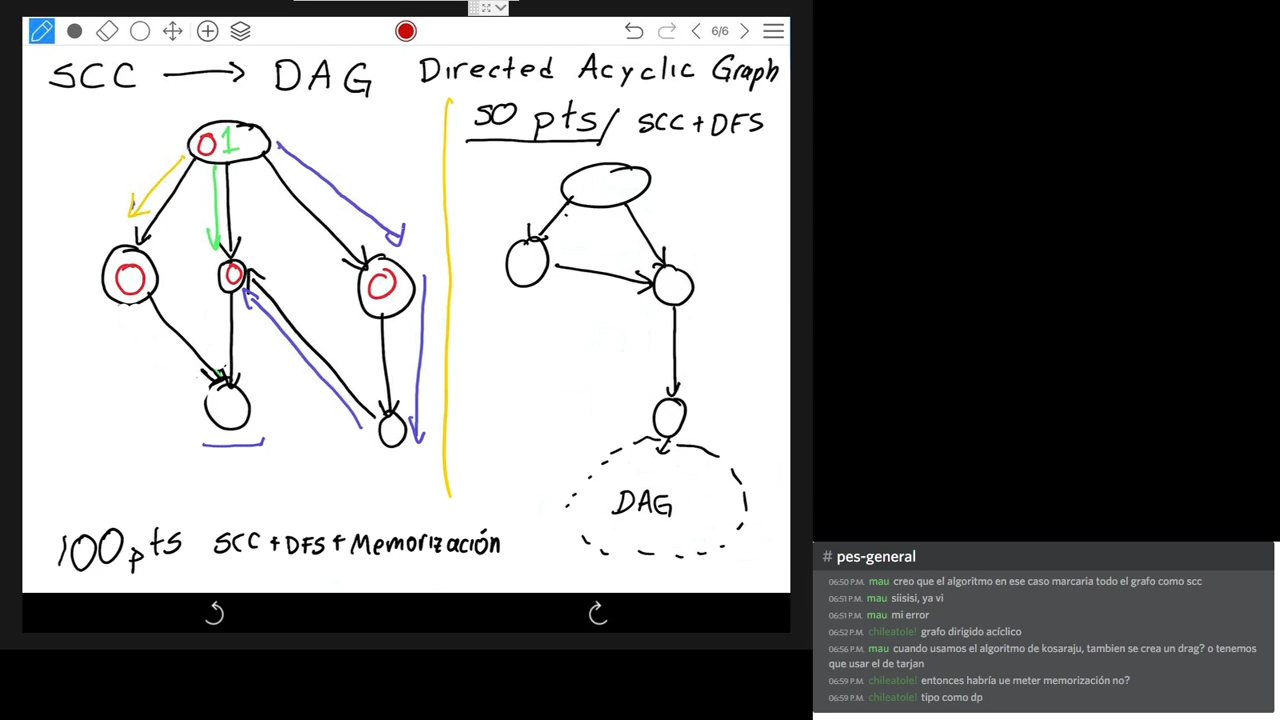 6/6
SCC → DAG Directed Acyclic Graph
50 pts / SCC + DFS
0 1
0 0 0
DAG
100 pts SCC + DFS + Memorización
# pes-general
06:50 P.M. mau creo que el algoritmo en ese caso marcaria todo el grafo como scc
06:51 P.M. mau siisisi, ya vi
06:51 P.M. mau mi error
06:52 P.M. chileatole! grafo dirigido acíclico
06:56 P.M. mau cuando usamos el algoritmo de kosaraju, tambien se crea un drag? o tenemos
que usar el de tarjan
06:59 P.M. chileatole! entonces habría ue meter memorización no?
06:59 P.M. chileatole! tipo como dp